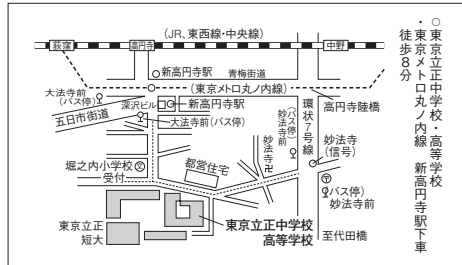 ○東京立正中学校・高等学校
・東京メトロ丸ノ内線 新高円寺駅下車
徒歩8分
(JR、東西線・中央線)
荻窪
高円寺
中野
新高円寺駅
青梅街道
(東京メトロ丸ノ内線)
大法寺前
(バス停)
深沢ビル
新高円寺駅
高円寺陸橋
五日市街道
大法寺前(バス停)
(バス停)
妙法寺前
環状7号線
妙法寺
(信号)
妙法寺卍
堀之内小学校
受付
都営住宅
バス停)
妙法寺前
東京立正
短大
東京立正中学校
高等学校
至代田橋